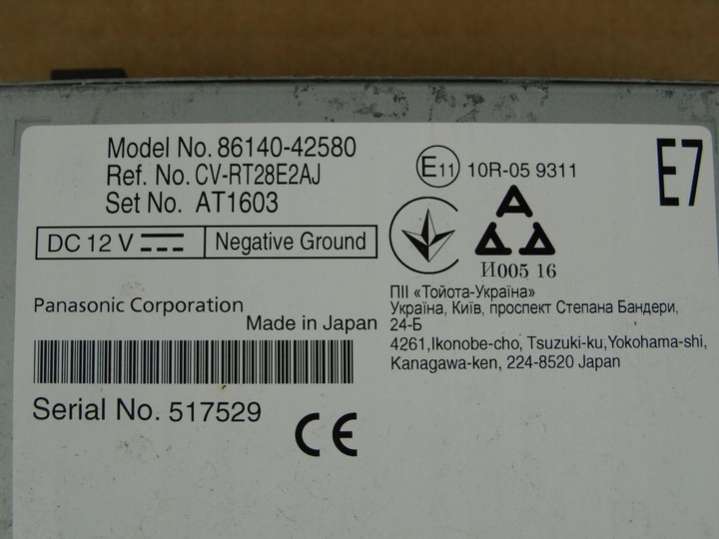 Model No. 86140-42580
Ref. No. CV-RT28E2AJ
Set No. AT1603
DC 12 V
Negative Ground
Panasonic Corporation
Made in Japan
Serial No. 517529
CE
E11 10R-05 9311
E7
И005 16
ПІІ «Тойота-Україна»
Україна, Київ, проспект Степана Бандери,
24-Б
4261,Ikonobe-cho, Tsuzuki-ku,Yokohama-shi,
Kanagawa-ken, 224-8520 Japan